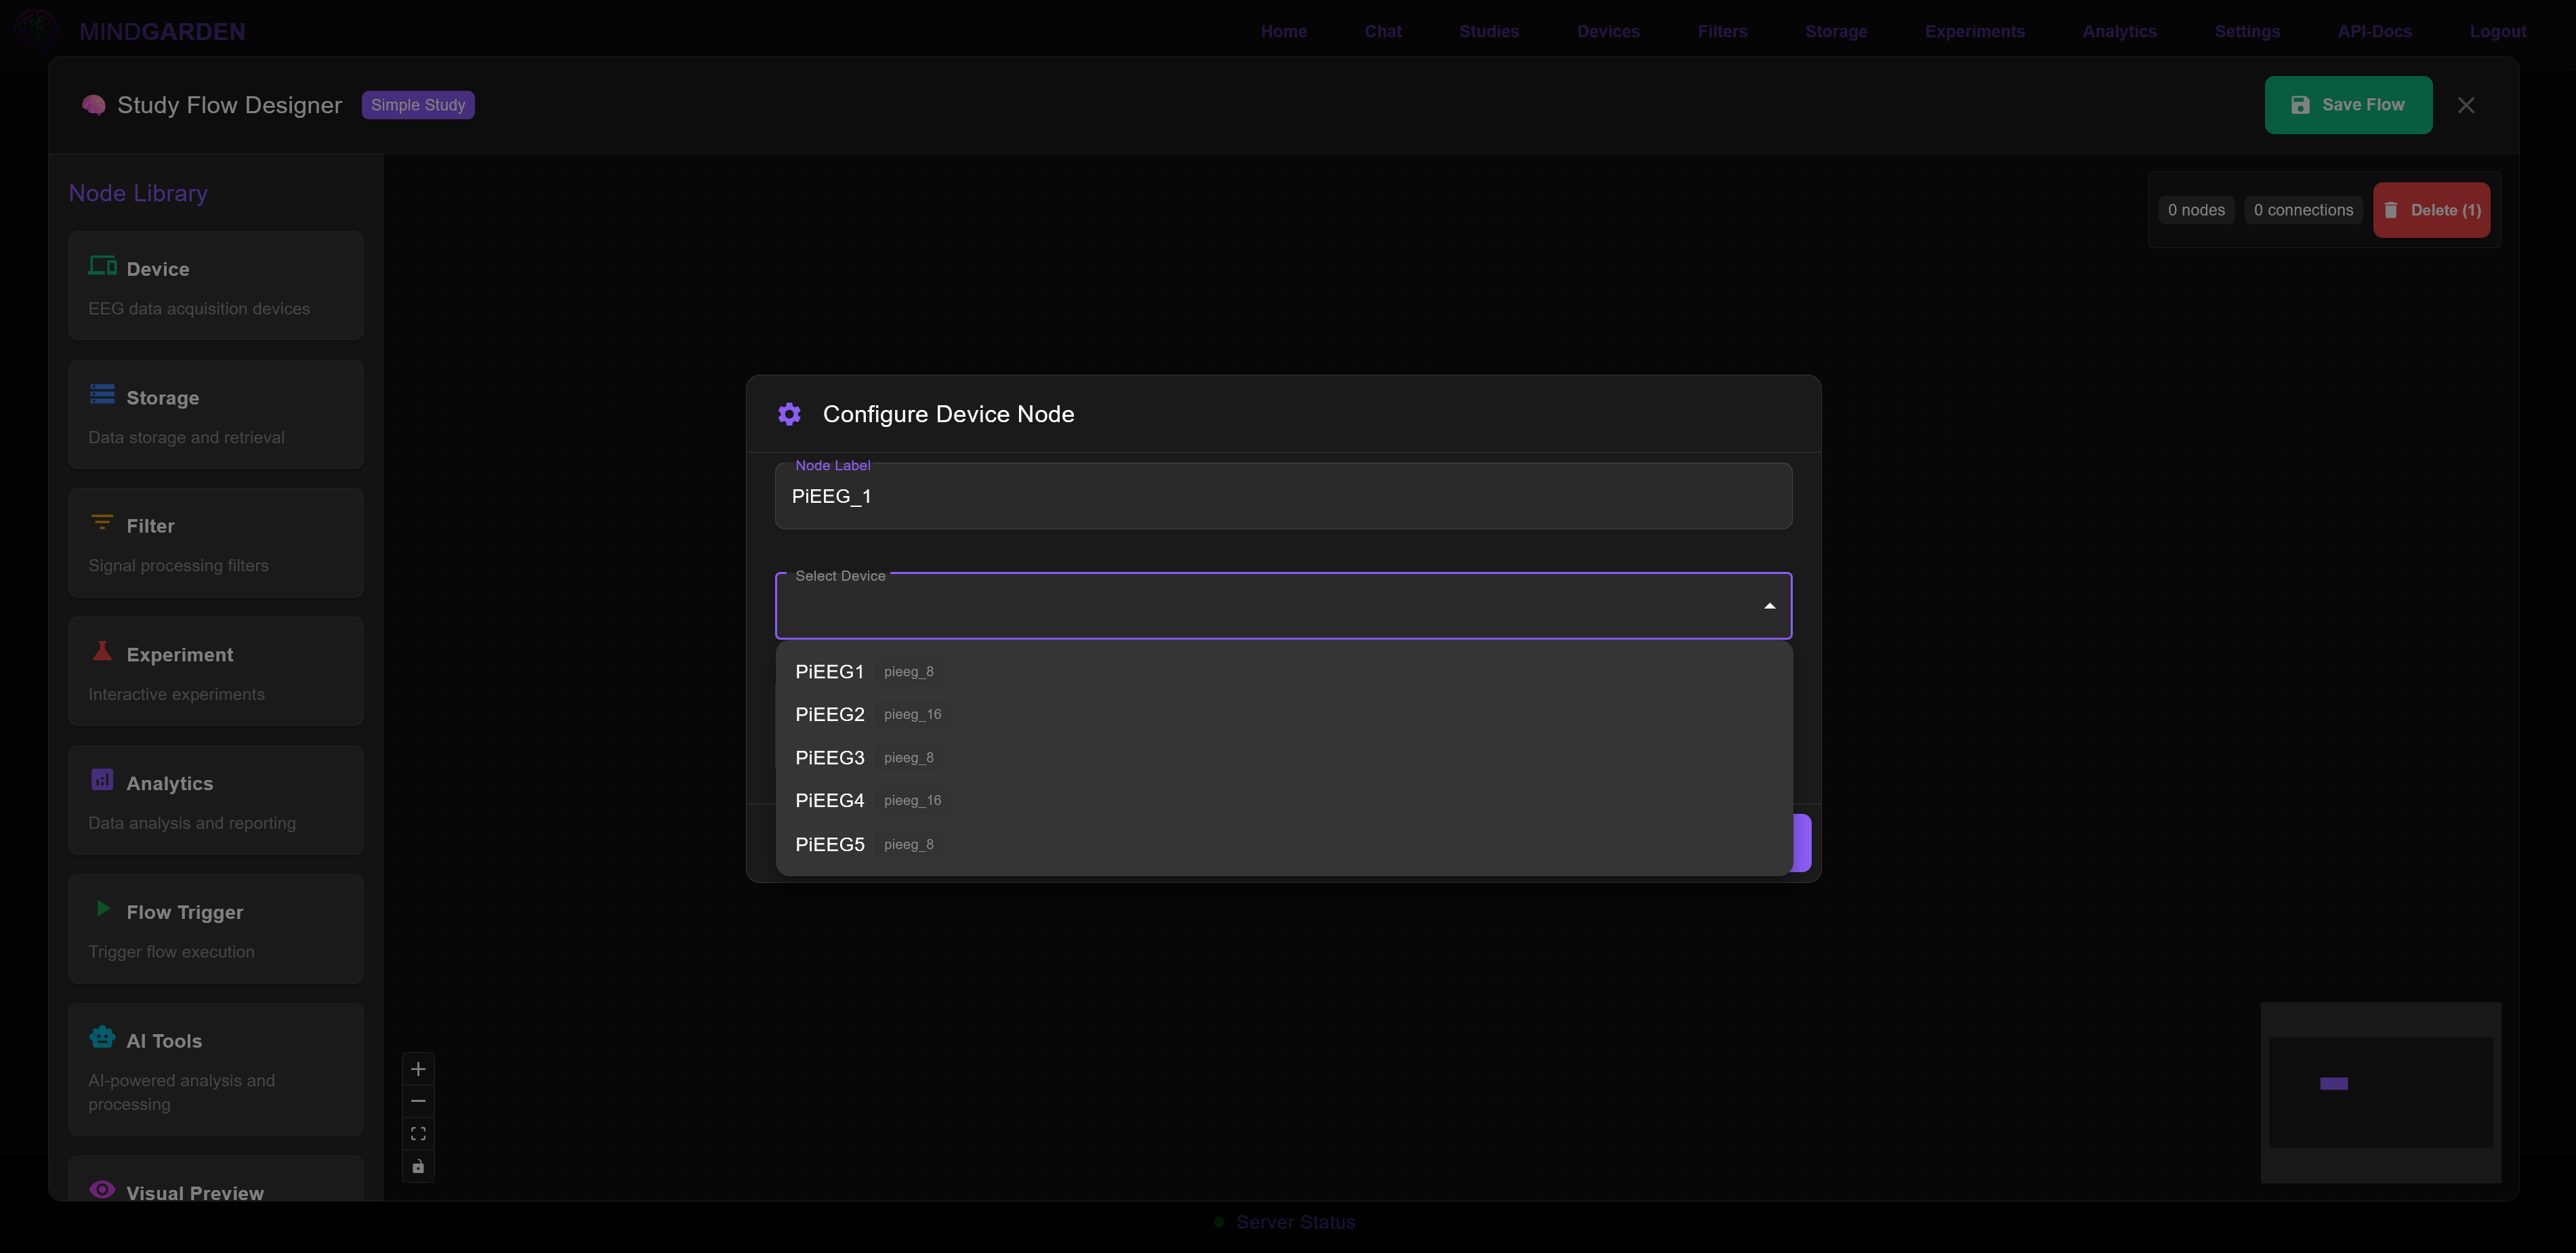 MINDGARDEN
Home Chat Studies Devices Filters Storage Experiments Analytics Settings API-Docs Logout
Study Flow Designer Simple Study
Save Flow
Node Library
0 nodes 0 connections Delete (1)
Device
EEG data acquisition devices
Storage
Data storage and retrieval
Filter
Signal processing filters
Experiment
Interactive experiments
Analytics
Data analysis and reporting
Flow Trigger
Trigger flow execution
AI Tools
AI-powered analysis and
processing
Visual Preview
Configure Device Node
Node Label
PiEEG_1
Select Device
PiEEG1 pieeg_8
PiEEG2 pieeg_16
PiEEG3 pieeg_8
PiEEG4 pieeg_16
PiEEG5 pieeg_8
Server Status